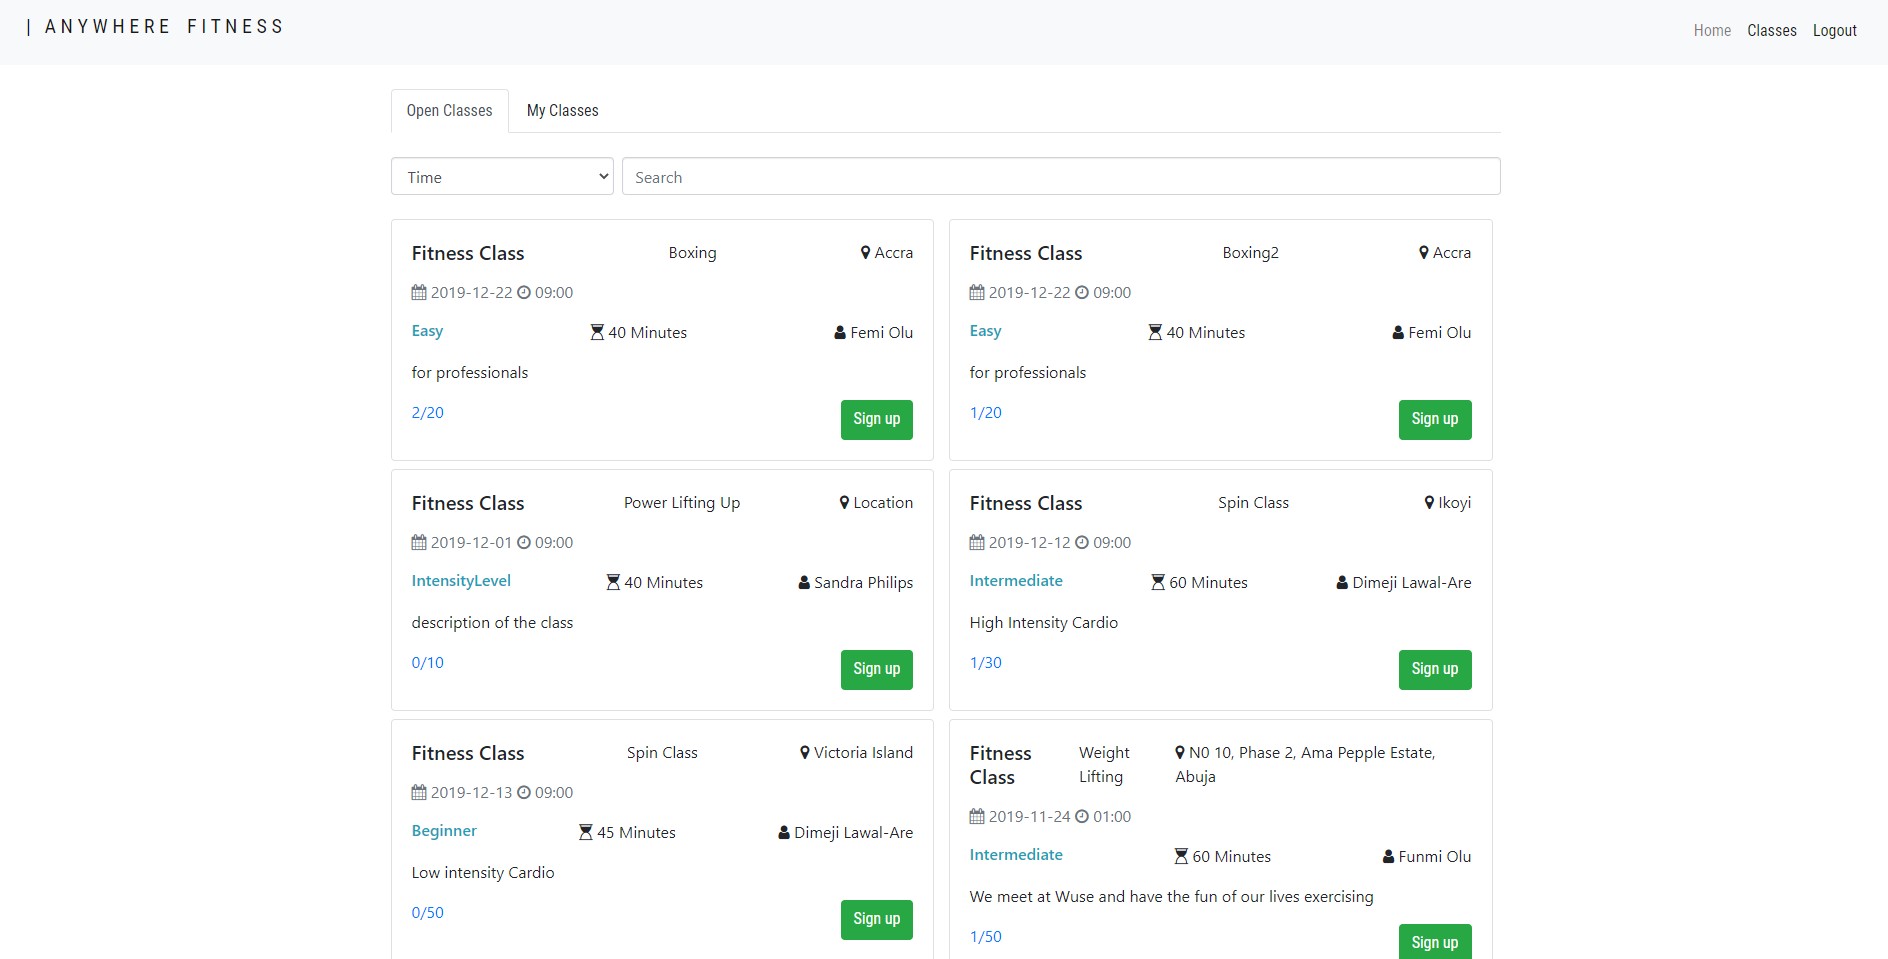 | ANYWHERE FITNESS
Home Classes Logout
Open Classes My Classes
Time Search
Fitness Class Boxing Accra
2019-12-22 09:00
Easy 40 Minutes Femi Olu
for professionals
2/20 Sign up
Fitness Class Boxing2 Accra
2019-12-22 09:00
Easy 40 Minutes Femi Olu
for professionals
1/20 Sign up
Fitness Class Power Lifting Up Location
2019-12-01 09:00
IntensityLevel 40 Minutes Sandra Philips
description of the class
0/10 Sign up
Fitness Class Spin Class Ikoyi
2019-12-12 09:00
Intermediate 60 Minutes Dimeji Lawal-Are
High Intensity Cardio
1/30 Sign up
Fitness Class Spin Class Victoria Island
2019-12-13 09:00
Beginner 45 Minutes Dimeji Lawal-Are
Low intensity Cardio
0/50 Sign up
Fitness Class
Weight Lifting
N0 10, Phase 2, Ama Pepple Estate,
Abuja
2019-11-24 01:00
Intermediate 60 Minutes Funmi Olu
We meet at Wuse and have the fun of our lives exercising
1/50 Sign up